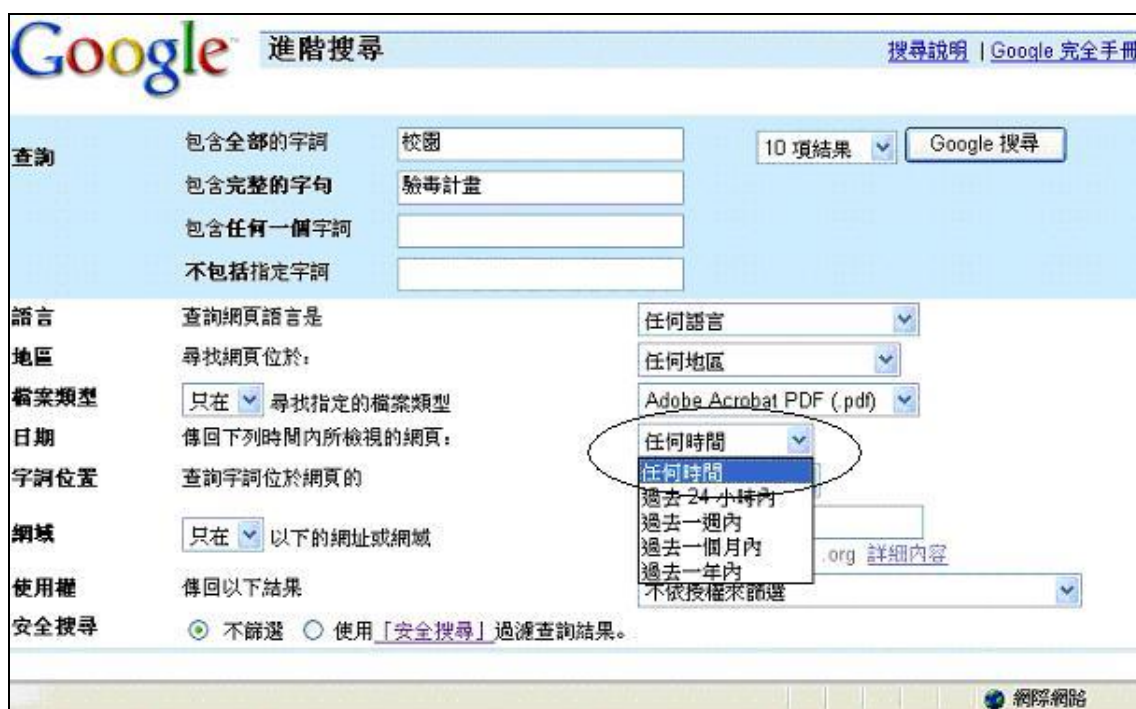 Google 進階搜尋 搜尋說明 | Google 完全手冊
查詢 包含全部的字詞 校園 10 項結果 Google 搜尋
包含完整的字句 驗毒計畫
包含任何一個字詞
不包括指定字詞
語言 查詢網頁語言是 任何語言
地區 尋找網頁位於: 任何地區
檔案類型 只在 尋找指定的檔案類型 Adobe Acrobat PDF (.pdf)
日期 傳回下列時間內所檢視的網頁: 任何時間
任何時間
字詞位置 查詢字詞位於網頁的
過去 24 小時內
過去一週內
網域 只在 以下的網址或網域
過去一個月內
.org 詳細內容
過去一年內
使用權 傳回以下結果 不依授權來篩選
安全搜尋 不篩選 使用「安全搜尋」過濾查詢結果。
網際網路